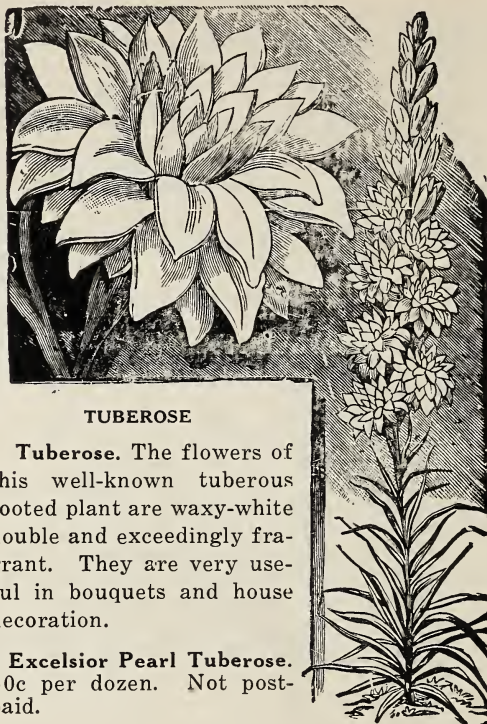 TUBEROSE
Tuberose. The flowers of
his well-known tuberous
ooted plant are waxy-white
ouble and exceedingly fra-
rant. They are very use-
ul in bouquets and house
ecoration.
Excelsior Pearl Tuberose.
0c per dozen. Not post-
aid.